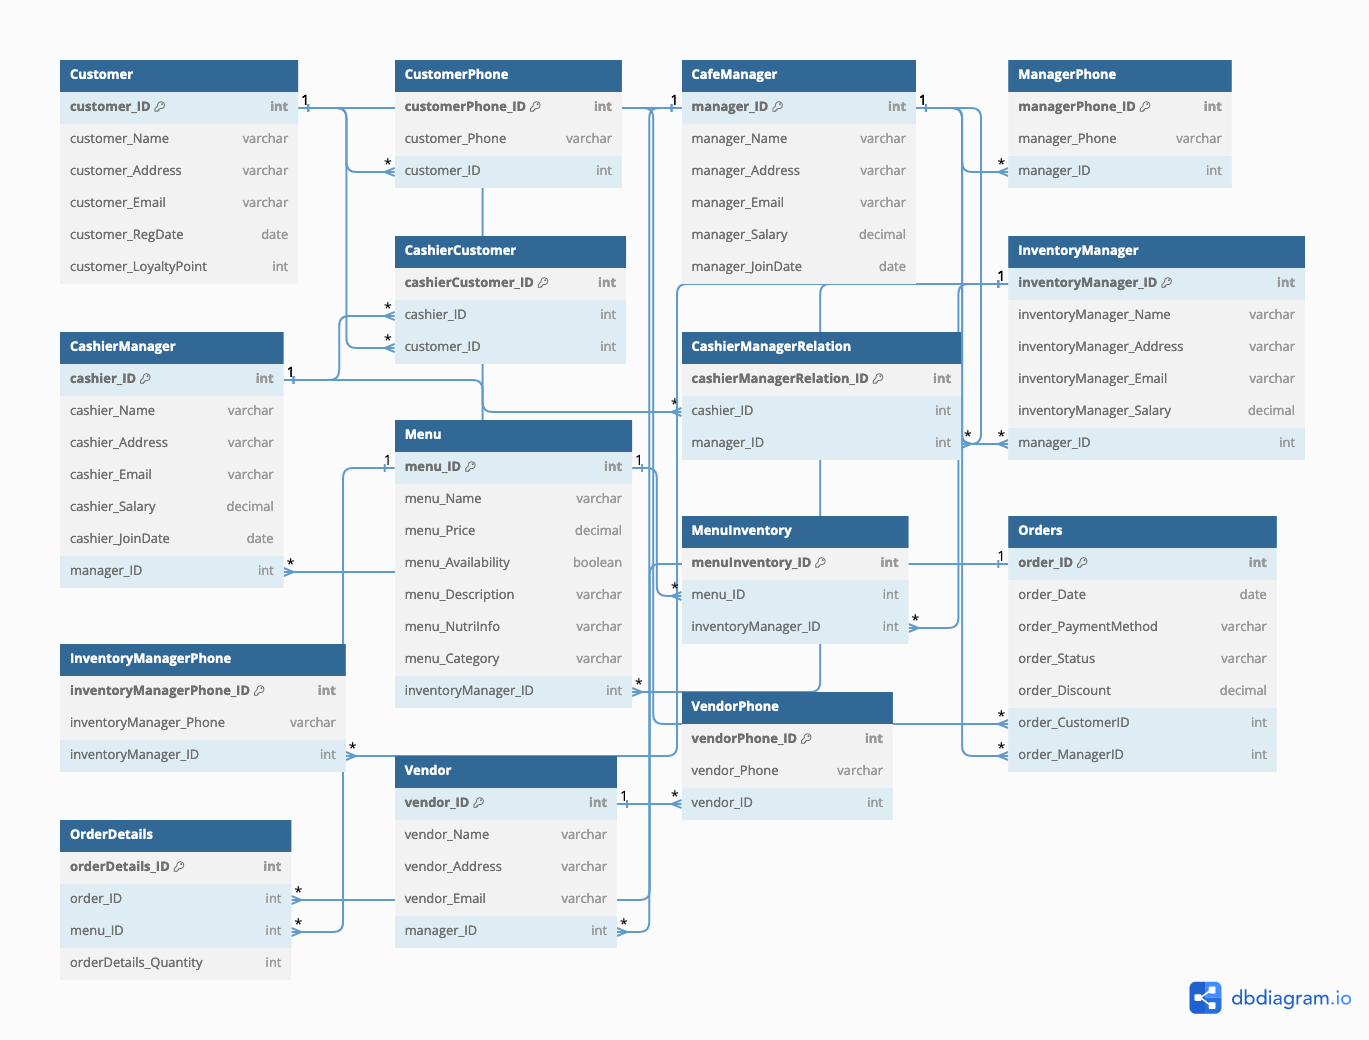 Customer
customer_ID int
customer_Name varchar
customer_Address varchar
customer_Email varchar
customer_RegDate date
customer_LoyaltyPoint int
1
CustomerPhone
customerPhone_ID int
customer_Phone varchar
* customer_ID int
CafeManager
1 manager_ID int 1
manager_Name varchar
manager_Address varchar
manager_Email varchar
manager_Salary decimal
manager_JoinDate date
ManagerPhone
managerPhone_ID int
manager_Phone varchar
* manager_ID int
CashierCustomer
cashierCustomer_ID int
* cashier_ID int
* customer_ID int
InventoryManager
1 inventoryManager_ID int
inventoryManager_Name varchar
inventoryManager_Address varchar
inventoryManager_Email varchar
inventoryManager_Salary decimal
* manager_ID int
CashierManager
cashier_ID int 1
cashier_Name varchar
cashier_Address varchar
cashier_Email varchar
cashier_Salary decimal
cashier_JoinDate date
manager_ID int *
CashierManagerRelation
cashierManagerRelation_ID int
* cashier_ID int
manager_ID int *
Menu
1 menu_ID int 1
menu_Name varchar
menu_Price decimal
menu_Availability boolean
menu_Description varchar
menu_NutriInfo varchar
menu_Category varchar
inventoryManager_ID int *
MenuInventory
menuInventory_ID int
* menu_ID int
inventoryManager_ID int *
Orders
1 order_ID int
order_Date date
order_PaymentMethod varchar
order_Status varchar
order_Discount decimal
* order_CustomerID int
* order_ManagerID int
InventoryManagerPhone
inventoryManagerPhone_ID int
inventoryManager_Phone varchar
inventoryManager_ID int *
VendorPhone
vendorPhone_ID int
vendor_Phone varchar
* vendor_ID int
Vendor
vendor_ID int 1
vendor_Name varchar
vendor_Address varchar
vendor_Email varchar
manager_ID int *
OrderDetails
orderDetails_ID int
order_ID int *
menu_ID int *
orderDetails_Quantity int
dbdiagram.io